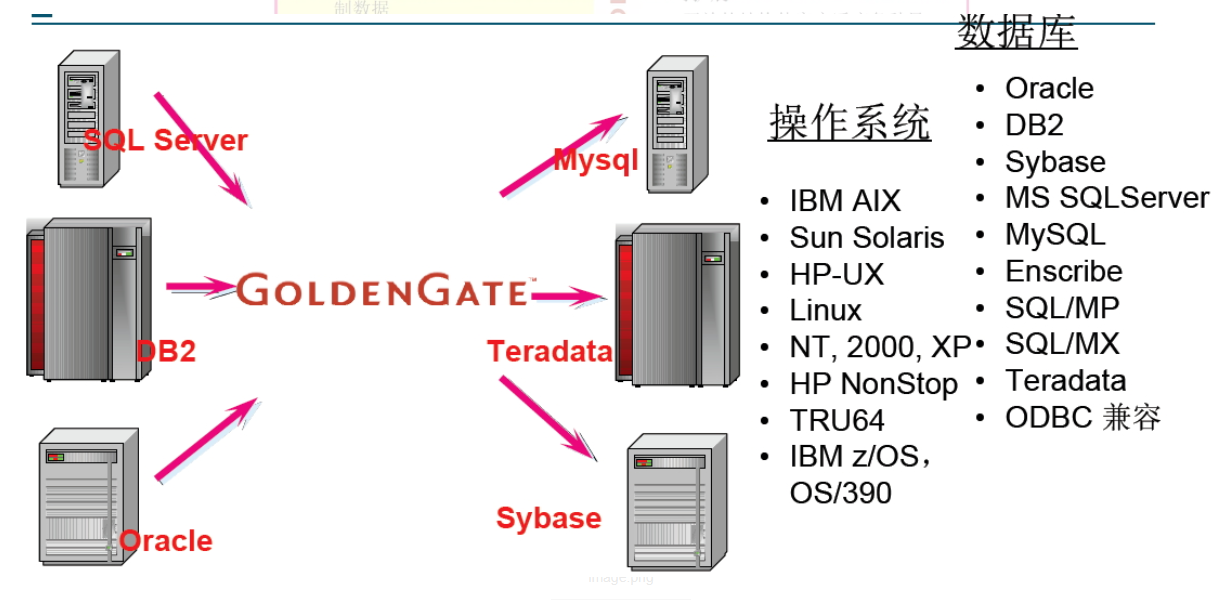 制数据
数据库
操作系统
SQL Server
DB2
Oracle
GOLDENGATE™
Mysql
Teradata
Sybase
• IBM AIX
• Sun Solaris
• HP-UX
• Linux
• NT, 2000, XP
• HP NonStop
• TRU64
• IBM z/OS，
OS/390
• Oracle
• DB2
• Sybase
• MS SQLServer
• MySQL
• Enscribe
• SQL/MP
• SQL/MX
• Teradata
• ODBC 兼容
image.png